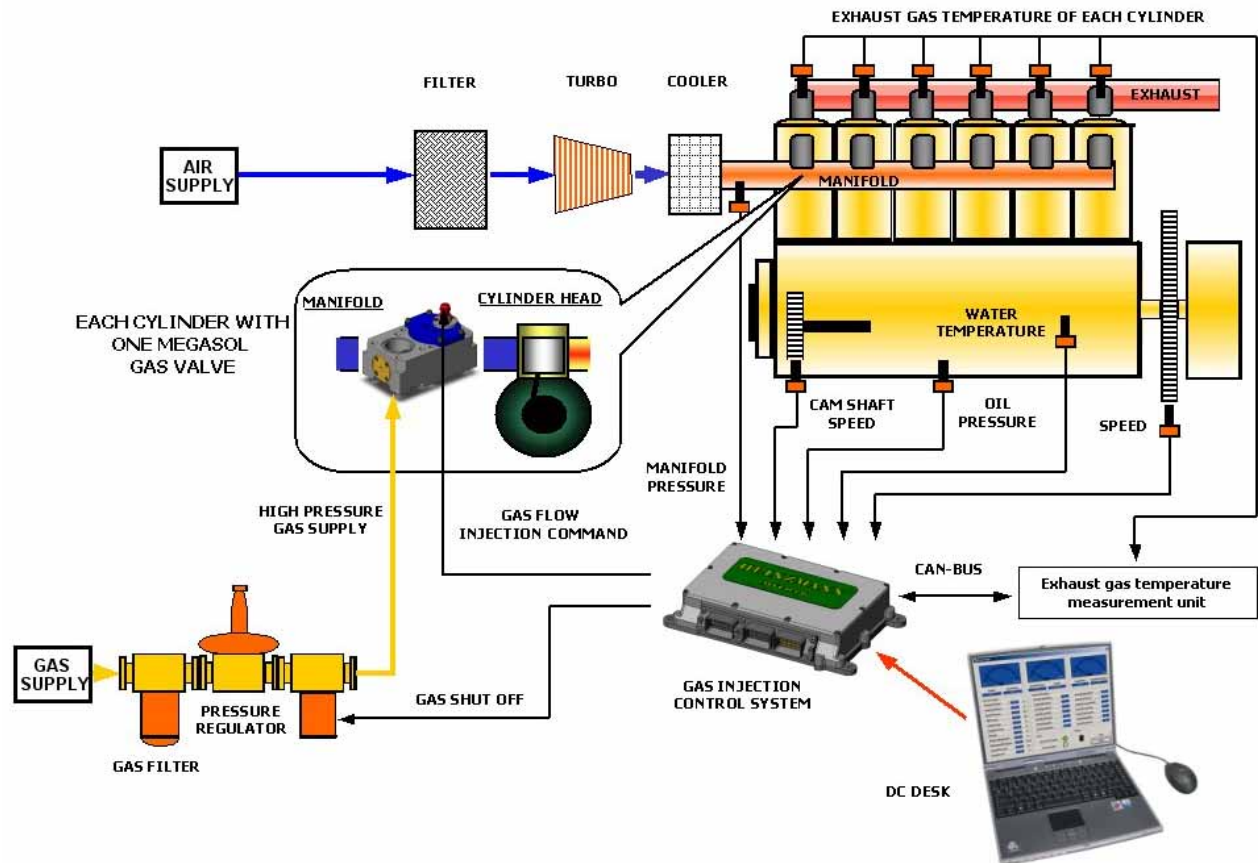 EXHAUST GAS TEMPERATURE OF EACH CYLINDER
FILTER
TURBO
COOLER
EXHAUST
AIR
SUPPLY
MANIFOLD
MANIFOLD
CYLINDER HEAD
EACH CYLINDER WITH
ONE MEGASOL
GAS VALVE
WATER
TEMPERATURE
CAM SHAFT
SPEED
OIL
PRESSURE
SPEED
MANIFOLD
PRESSURE
HIGH PRESSURE
GAS SUPPLY
GAS FLOW
INJECTION COMMAND
HEINZMANN
CAN-BUS
Exhaust gas temperature
measurement unit
GAS
SUPPLY
PRESSURE
REGULATOR
GAS SHUT OFF
GAS INJECTION
CONTROL SYSTEM
GAS FILTER
DC DESK